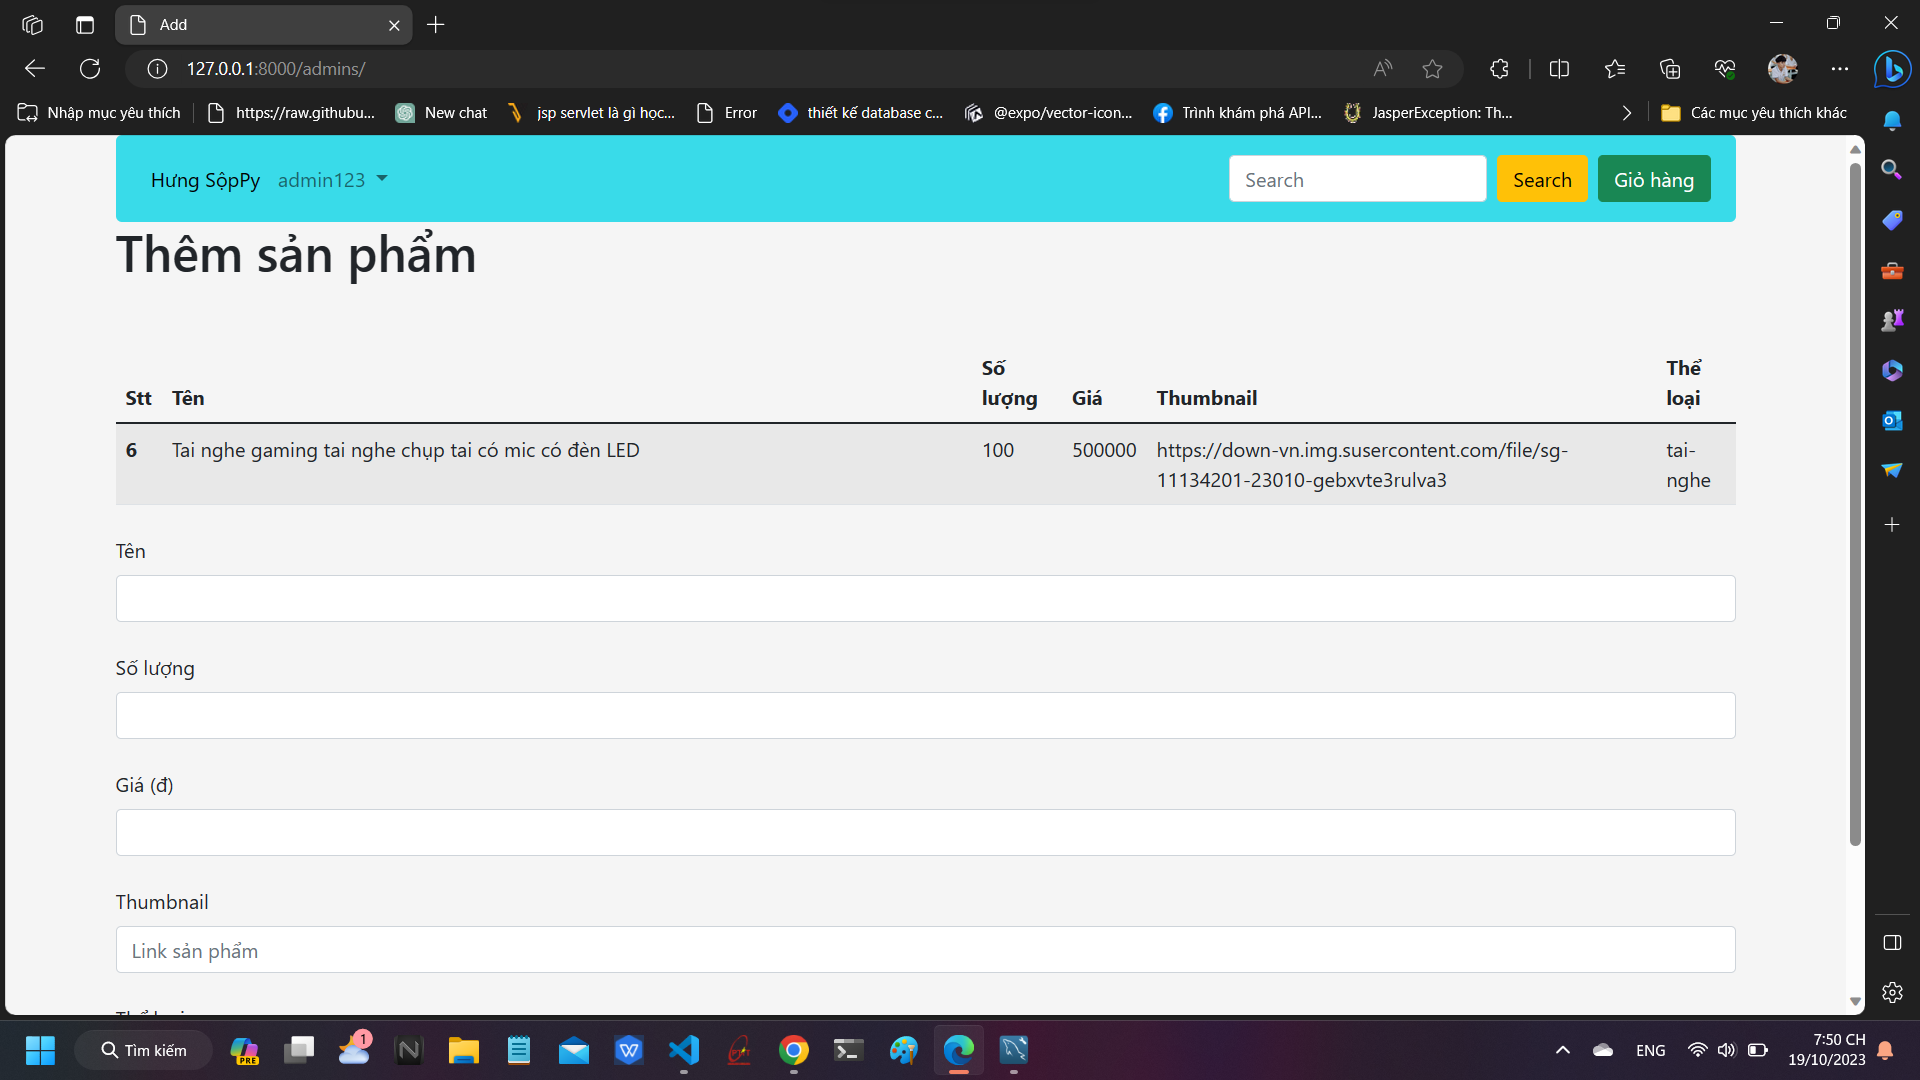 Add
127.0.0.1:8000/admins/
Nhập mục yêu thích
https://raw.githubu...
New chat
jsp servlet là gì học...
Error
thiết kế database c...
@expo/vector-icon...
Trình khám phá API...
JasperException: Th...
Các mục yêu thích khác
Hưng SộpPy
admin123
Search
Search
Giỏ hàng
Thêm sản phẩm
Stt
Tên
Số lượng
Giá
Thumbnail
Thể loại
6
Tai nghe gaming tai nghe chụp tai có mic có đèn LED
100
500000
https://down-vn.img.susercontent.com/file/sg-
11134201-23010-gebxvte3rulva3
tai-
nghe
Tên
Số lượng
Giá (đ)
Thumbnail
Link sản phẩm
Tìm kiếm
PRE
1
ENG
7:50 CH
19/10/2023